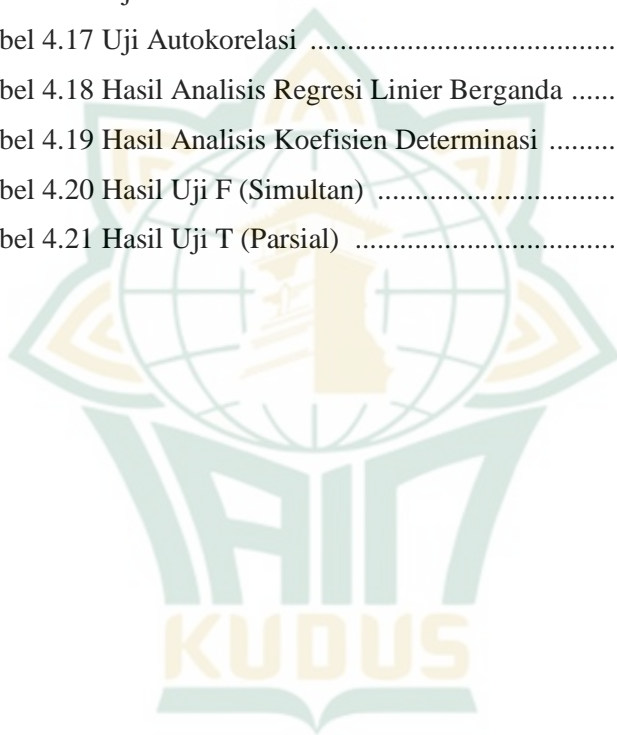 bel 4.17 Uji Autokorelasi ......................................
bel 4.18 Hasil Analisis Regresi Linier Berganda ......
bel 4.19 Hasil Analisis Koefisien Determinasi .........
bel 4.20 Hasil Uji F (Simultan) ..................................
bel 4.21 Hasil Uji T (Parsial) .....................................
IAIN
KUDUS